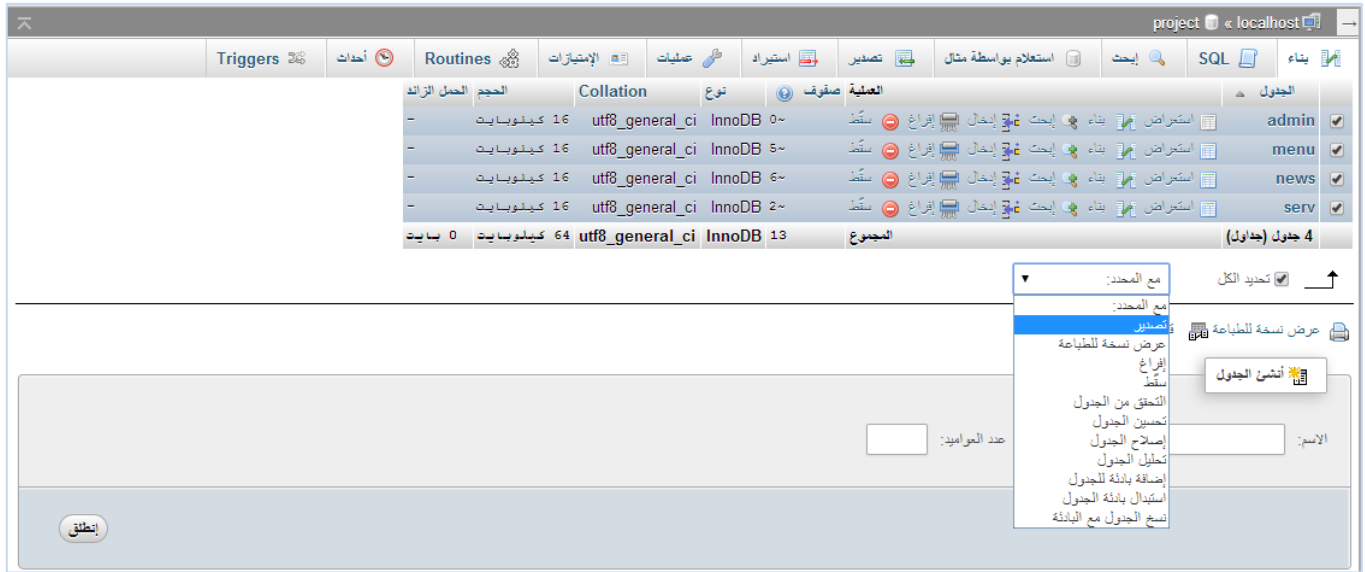 project « localhost
بناء SQL إبحث استعلام بواسطة مثال تصدير استيراد عمليات الإمتيازات Routines أحداث Triggers
الجدول العملية صفوف نوع Collation الحجم الحمل الزائد
admin استعراض بناء إبحث إدخال إفراغ سقّط ~0 InnoDB utf8_general_ci 16 كيلوبايت -
menu استعراض بناء إبحث إدخال إفراغ سقّط ~5 InnoDB utf8_general_ci 16 كيلوبايت -
news استعراض بناء إبحث إدخال إفراغ سقّط ~6 InnoDB utf8_general_ci 16 كيلوبايت -
serv استعراض بناء إبحث إدخال إفراغ سقّط ~2 InnoDB utf8_general_ci 16 كيلوبايت -
4 جدول (جداول) المجموع 13 InnoDB utf8_general_ci 64 كيلوبايت 0 بايت
تحديد الكل مع المحدد:
مع المحدد:
تصدير
عرض نسخة للطباعة
عرض نسخة للطباعة
إفراغ
سقّط
أنشئ الجدول
التحقق من الجدول
تحسين الجدول
إصلاح الجدول
الاسم: عدد العواميد:
تحليل الجدول
إضافة بادئة للجدول
استبدال بادئة الجدول
نسخ الجدول مع البادئة
إنطلق